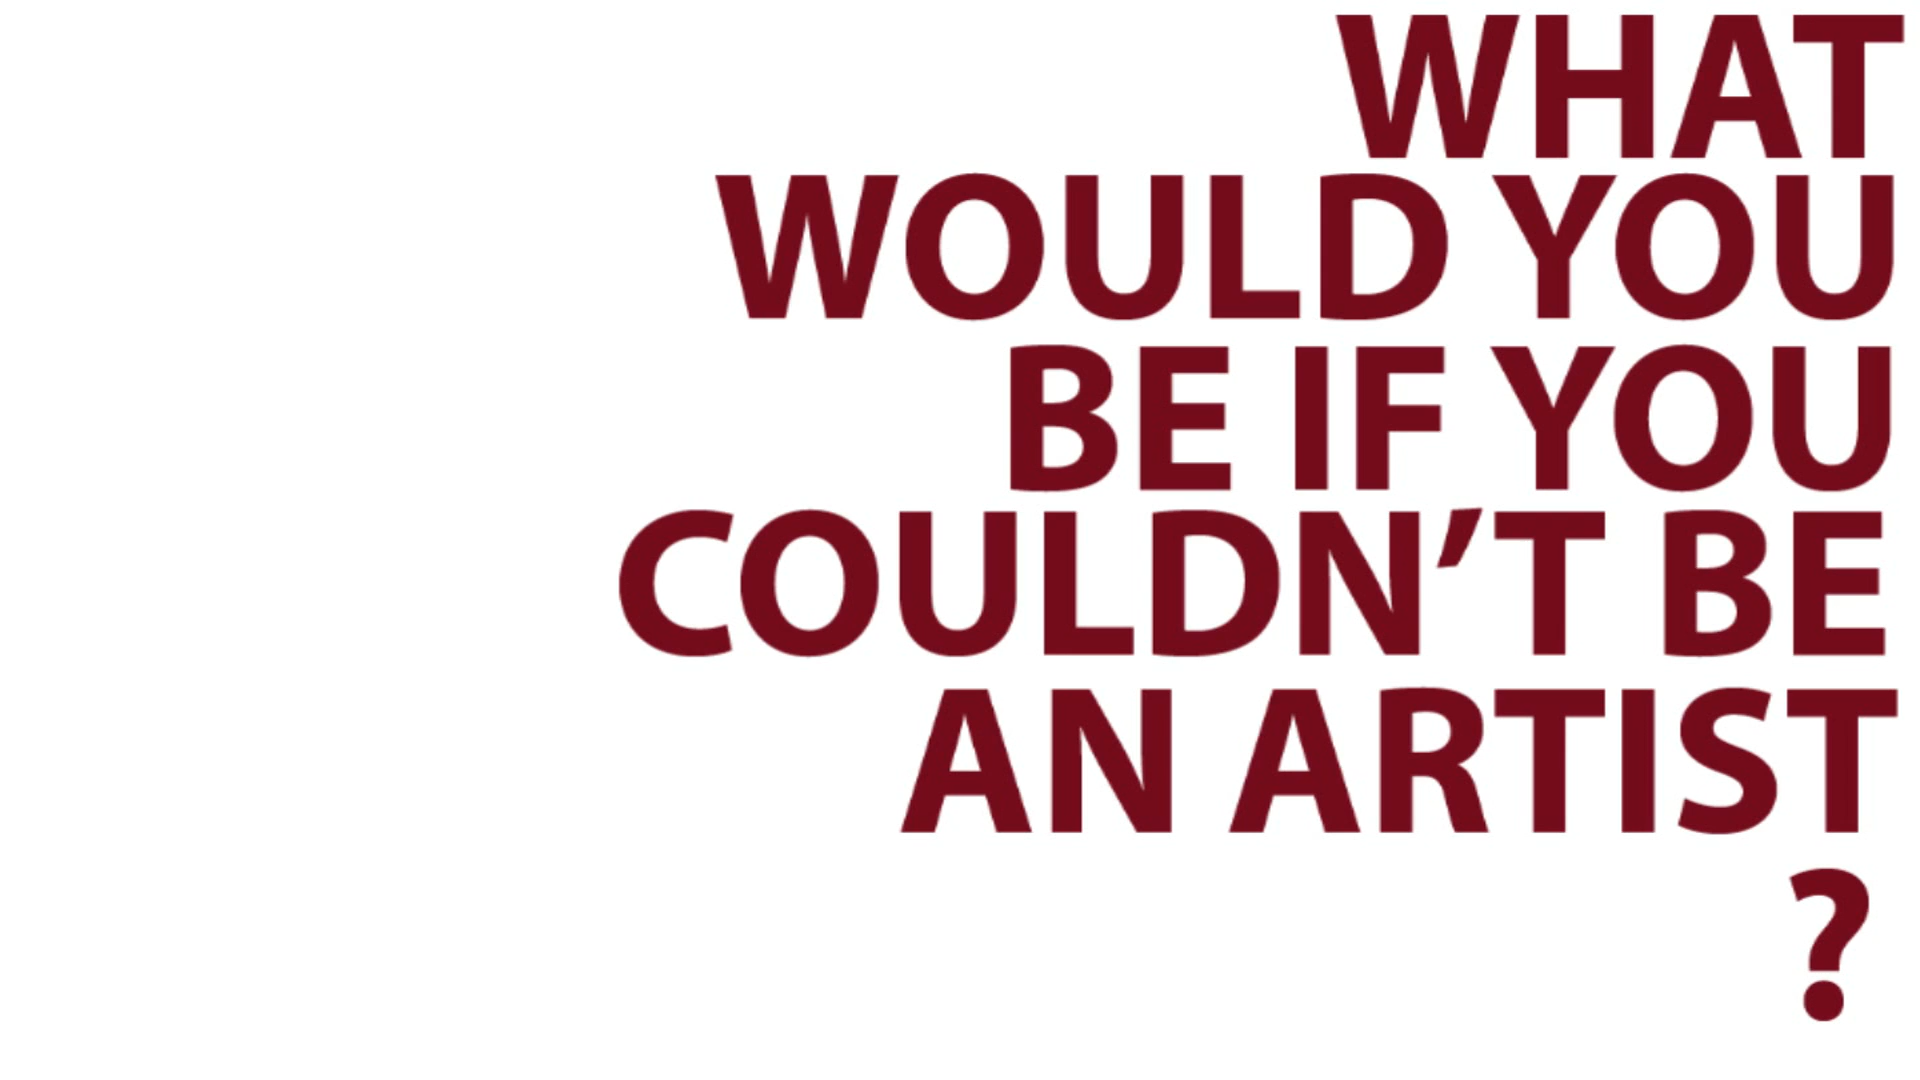 WHAT
WOULD YOU
BE IF YOU
COULDN’T BE
AN ARTIST
?